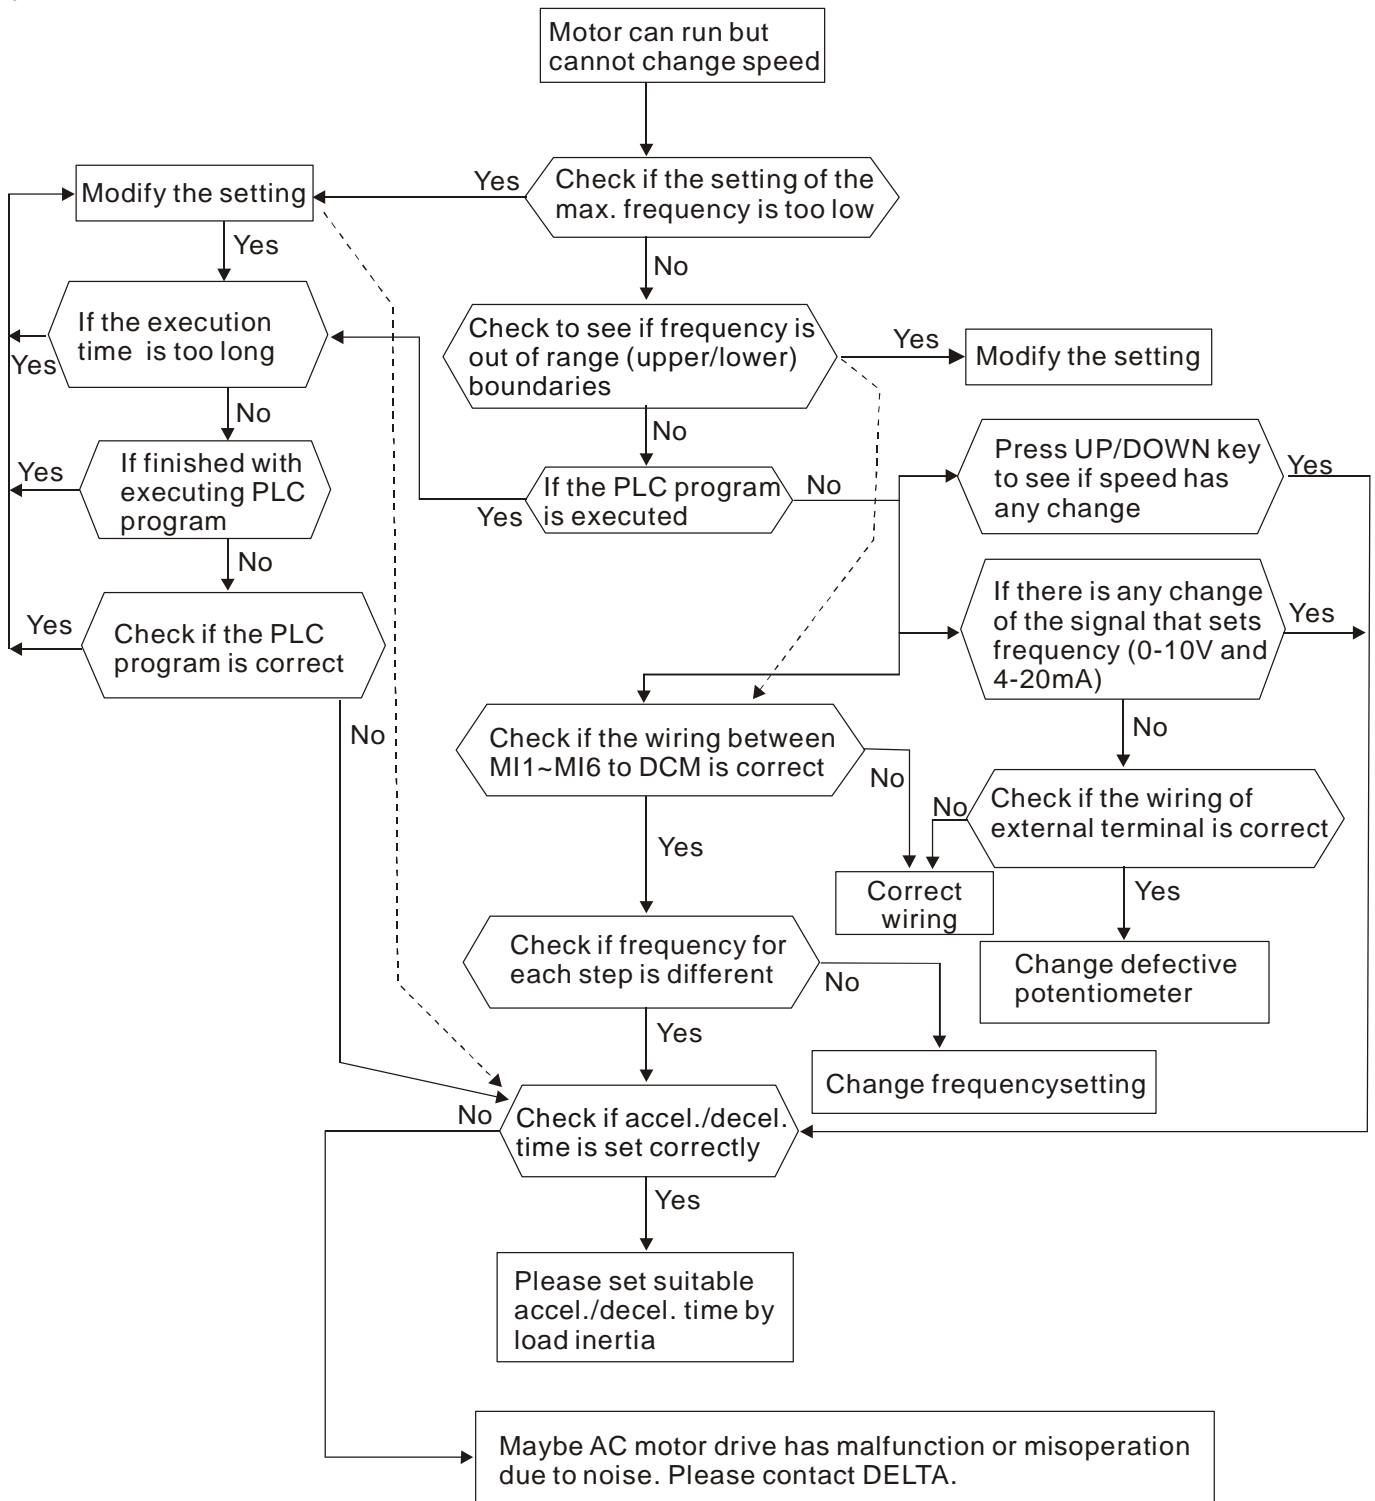 Motor can run but
cannot change speed
Yes
Check if the setting of the
max. frequency is too low
Modify the setting
Yes
No
If the execution
time is too long
Yes
Check to see if frequency is
out of range (upper/lower)
boundaries
Yes
Modify the setting
No
No
If finished with
executing PLC
program
Yes
If the PLC program
is executed
Yes
No
Press UP/DOWN key
to see if speed has
any change
Yes
No
Check if the PLC
program is correct
Yes
No
If there is any change
of the signal that sets
frequency (0-10V and
4-20mA)
Yes
No
Check if the wiring between
MI1~MI6 to DCM is correct
No
Yes
No
Check if the wiring of
external terminal is correct
Correct
wiring
Yes
Change defective
potentiometer
Check if frequency for
each step is different
No
Yes
Change frequencysetting
No
Check if accel./decel.
time is set correctly
Yes
Please set suitable
accel./decel. time by
load inertia
Maybe AC motor drive has malfunction or misoperation
due to noise. Please contact DELTA.